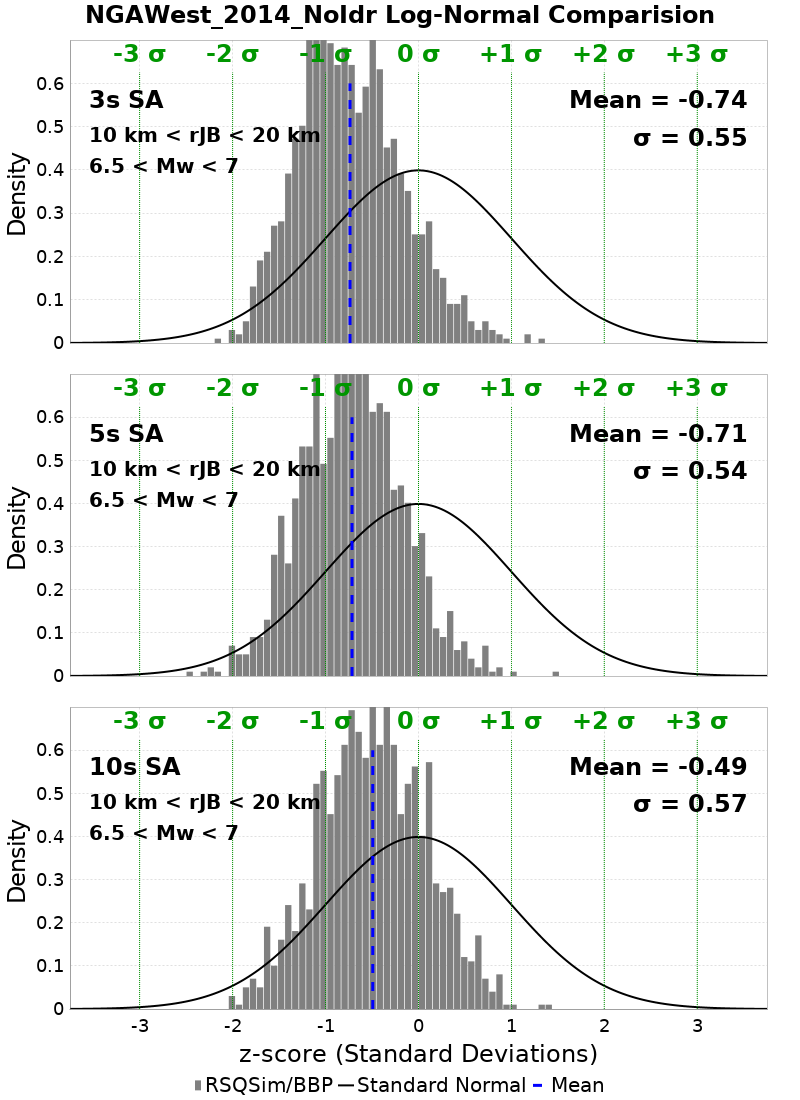 NGAWest_2014_NoIdr Log-Normal Comparision
-3 σ -2 σ -1 σ 0 σ +1 σ +2 σ +3 σ
0.6
3s SA Mean = -0.74
0.5
10 km < rJB < 20 km σ = 0.55
6.5 < Mw < 7
0.4
0.3
0.2
0.1
0
Density
-3 σ -2 σ -1 σ 0 σ +1 σ +2 σ +3 σ
0.6
5s SA Mean = -0.71
0.5
10 km < rJB < 20 km σ = 0.54
6.5 < Mw < 7
0.4
0.3
0.2
0.1
0
Density
-3 σ -2 σ -1 σ 0 σ +1 σ +2 σ +3 σ
0.6
10s SA Mean = -0.49
0.5
10 km < rJB < 20 km σ = 0.57
6.5 < Mw < 7
0.4
0.3
0.2
0.1
0
Density
-3 -2 -1 0 1 2 3
z-score (Standard Deviations)
RSQSim/BBP Standard Normal Mean